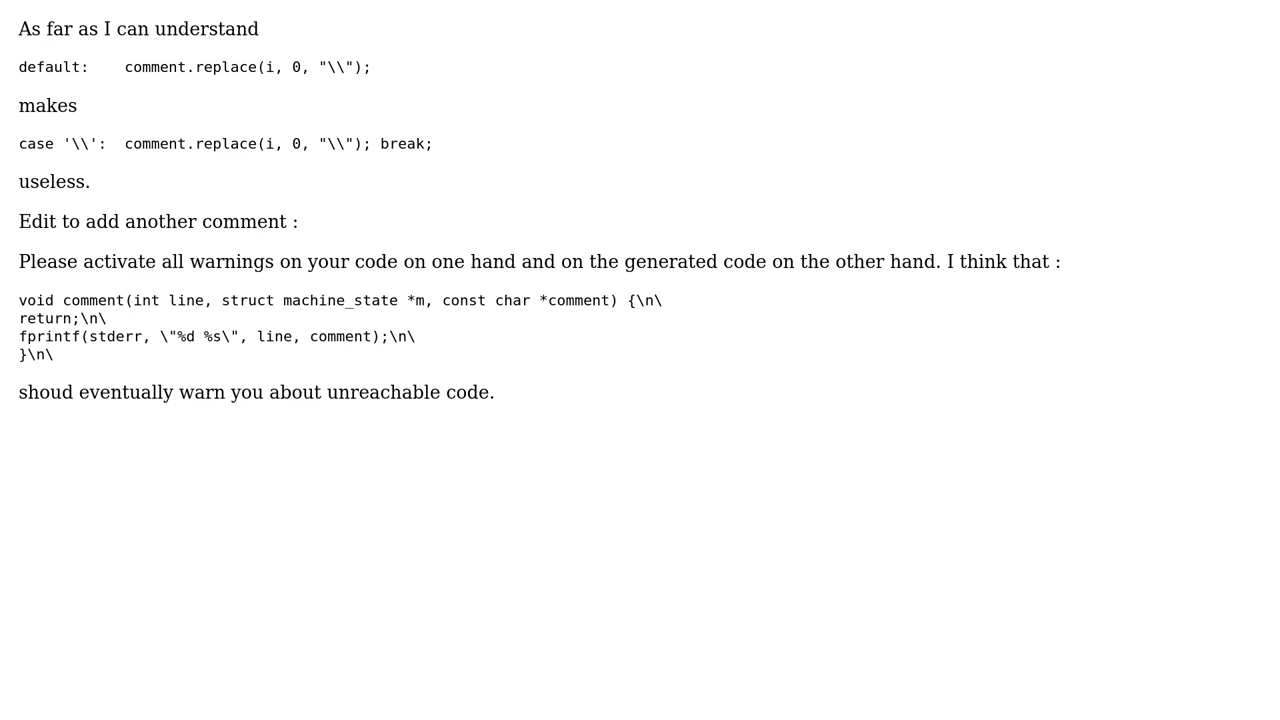 As far as I can understand
default:    comment.replace(i, 0, "\\");
makes
case '\\':  comment.replace(i, 0, "\\"); break;
useless.
Edit to add another comment :
Please activate all warnings on your code on one hand and on the generated code on the other hand. I think that :
void comment(int line, struct machine_state *m, const char *comment) {\n\
return;\n\
fprintf(stderr, \"%d %s\", line, comment);\n\
}\n\
shoud eventually warn you about unreachable code.